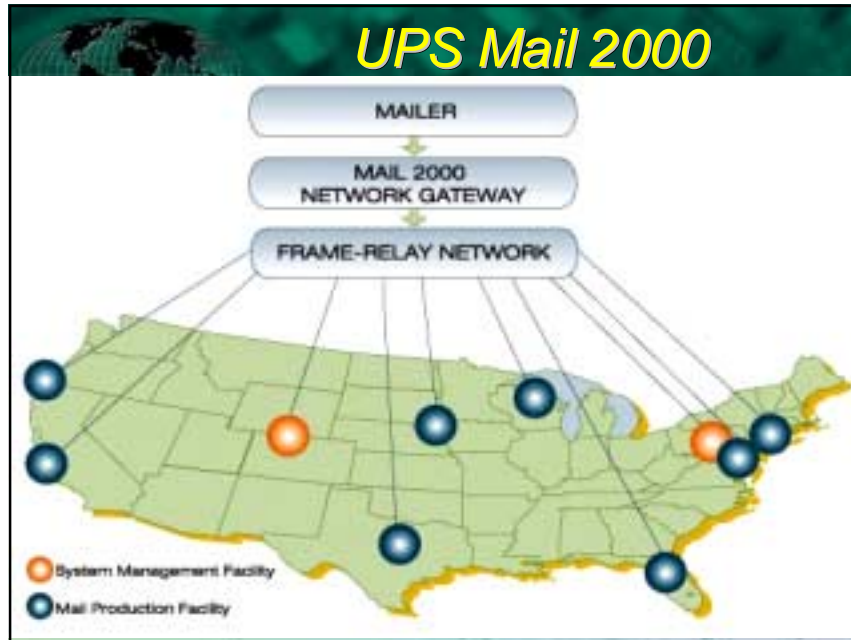 UPS Mail 2000
MAILER
MAIL 2000
NETWORK GATEWAY
FRAME-RELAY NETWORK
System Management Facility
Mail Production Facility